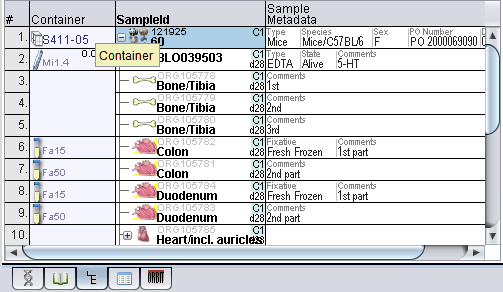 # Container SampleId Sample Metadata
1. S411-05 121925 60 C1 Type Mice Species Mice/C57BL/6 Sex F PO Number PO 2000069090
2. Mi1.4 0.0 BLO039503 C1 d28 Type EDTA State Alive Comments 5-HT
Container
3. ORG105778 Bone/Tibia C1 d28 Comments 1st
4. ORG105779 Bone/Tibia C1 d28 Comments 2nd
5. ORG105780 Bone/Tibia C1 d28 Comments 3rd
6. Fa15 ORG105782 Colon C1 d28 Fixative Fresh Frozen Comments 1st part
7. Fa50 ORG105781 Colon C1 d28 Comments 2nd part
8. Fa15 ORG105784 Duodenum C1 d28 Fixative Fresh Frozen Comments 1st part
9. Fa50 ORG105783 Duodenum C1 d28 Comments 2nd part
10. ORG105785 Heart/incl. auricles C1 d28
ORBIT